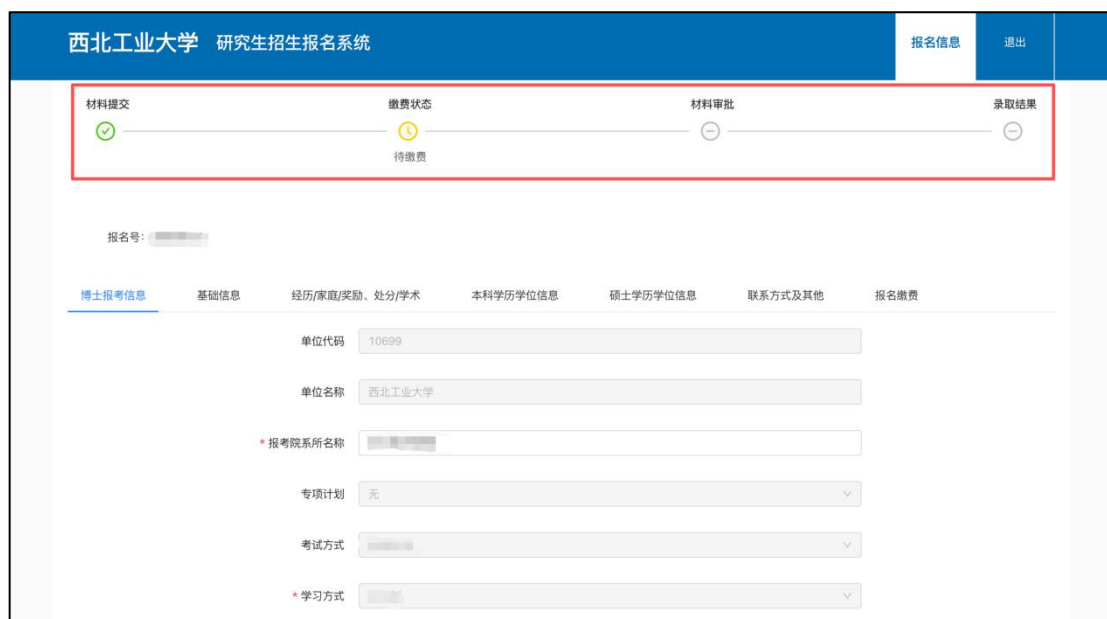 西北工业大学 研究生招生报名系统 报名信息 退出
材料提交 缴费状态 材料审批 录取结果
待缴费
报名号:
博士报考信息 基础信息 经历/家庭/奖励、处分/学术 本科学历学位信息 硕士学历学位信息 联系方式及其他 报名缴费
单位代码 10699
单位名称 西北工业大学
* 报考院系所名称
专项计划 无
考试方式
* 学习方式